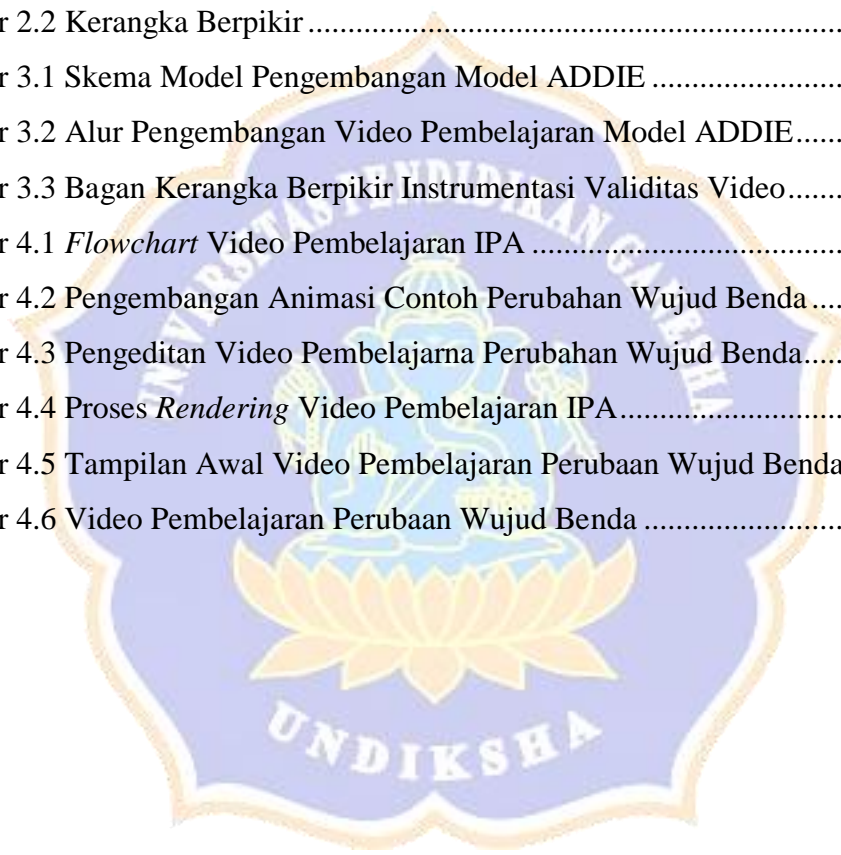 r 2.2 Kerangka Berpikir ....................................................................
r 3.1 Skema Model Pengembangan Model ADDIE ........................
r 3.2 Alur Pengembangan Video Pembelajaran Model ADDIE......
r 3.3 Bagan Kerangka Berpikir Instrumentasi Validitas Video.......
r 4.1 Flowchart Video Pembelajaran IPA .......................................
r 4.2 Pengembangan Animasi Contoh Perubahan Wujud Benda ....
r 4.3 Pengeditan Video Pembelajarna Perubahan Wujud Benda.....
r 4.4 Proses Rendering Video Pembelajaran IPA............................
r 4.5 Tampilan Awal Video Pembelajaran Perubaan Wujud Benda
r 4.6 Video Pembelajaran Perubaan Wujud Benda .........................
UNIVERSITAS PENDIDIKAN GANESHA
UNDIKSHA